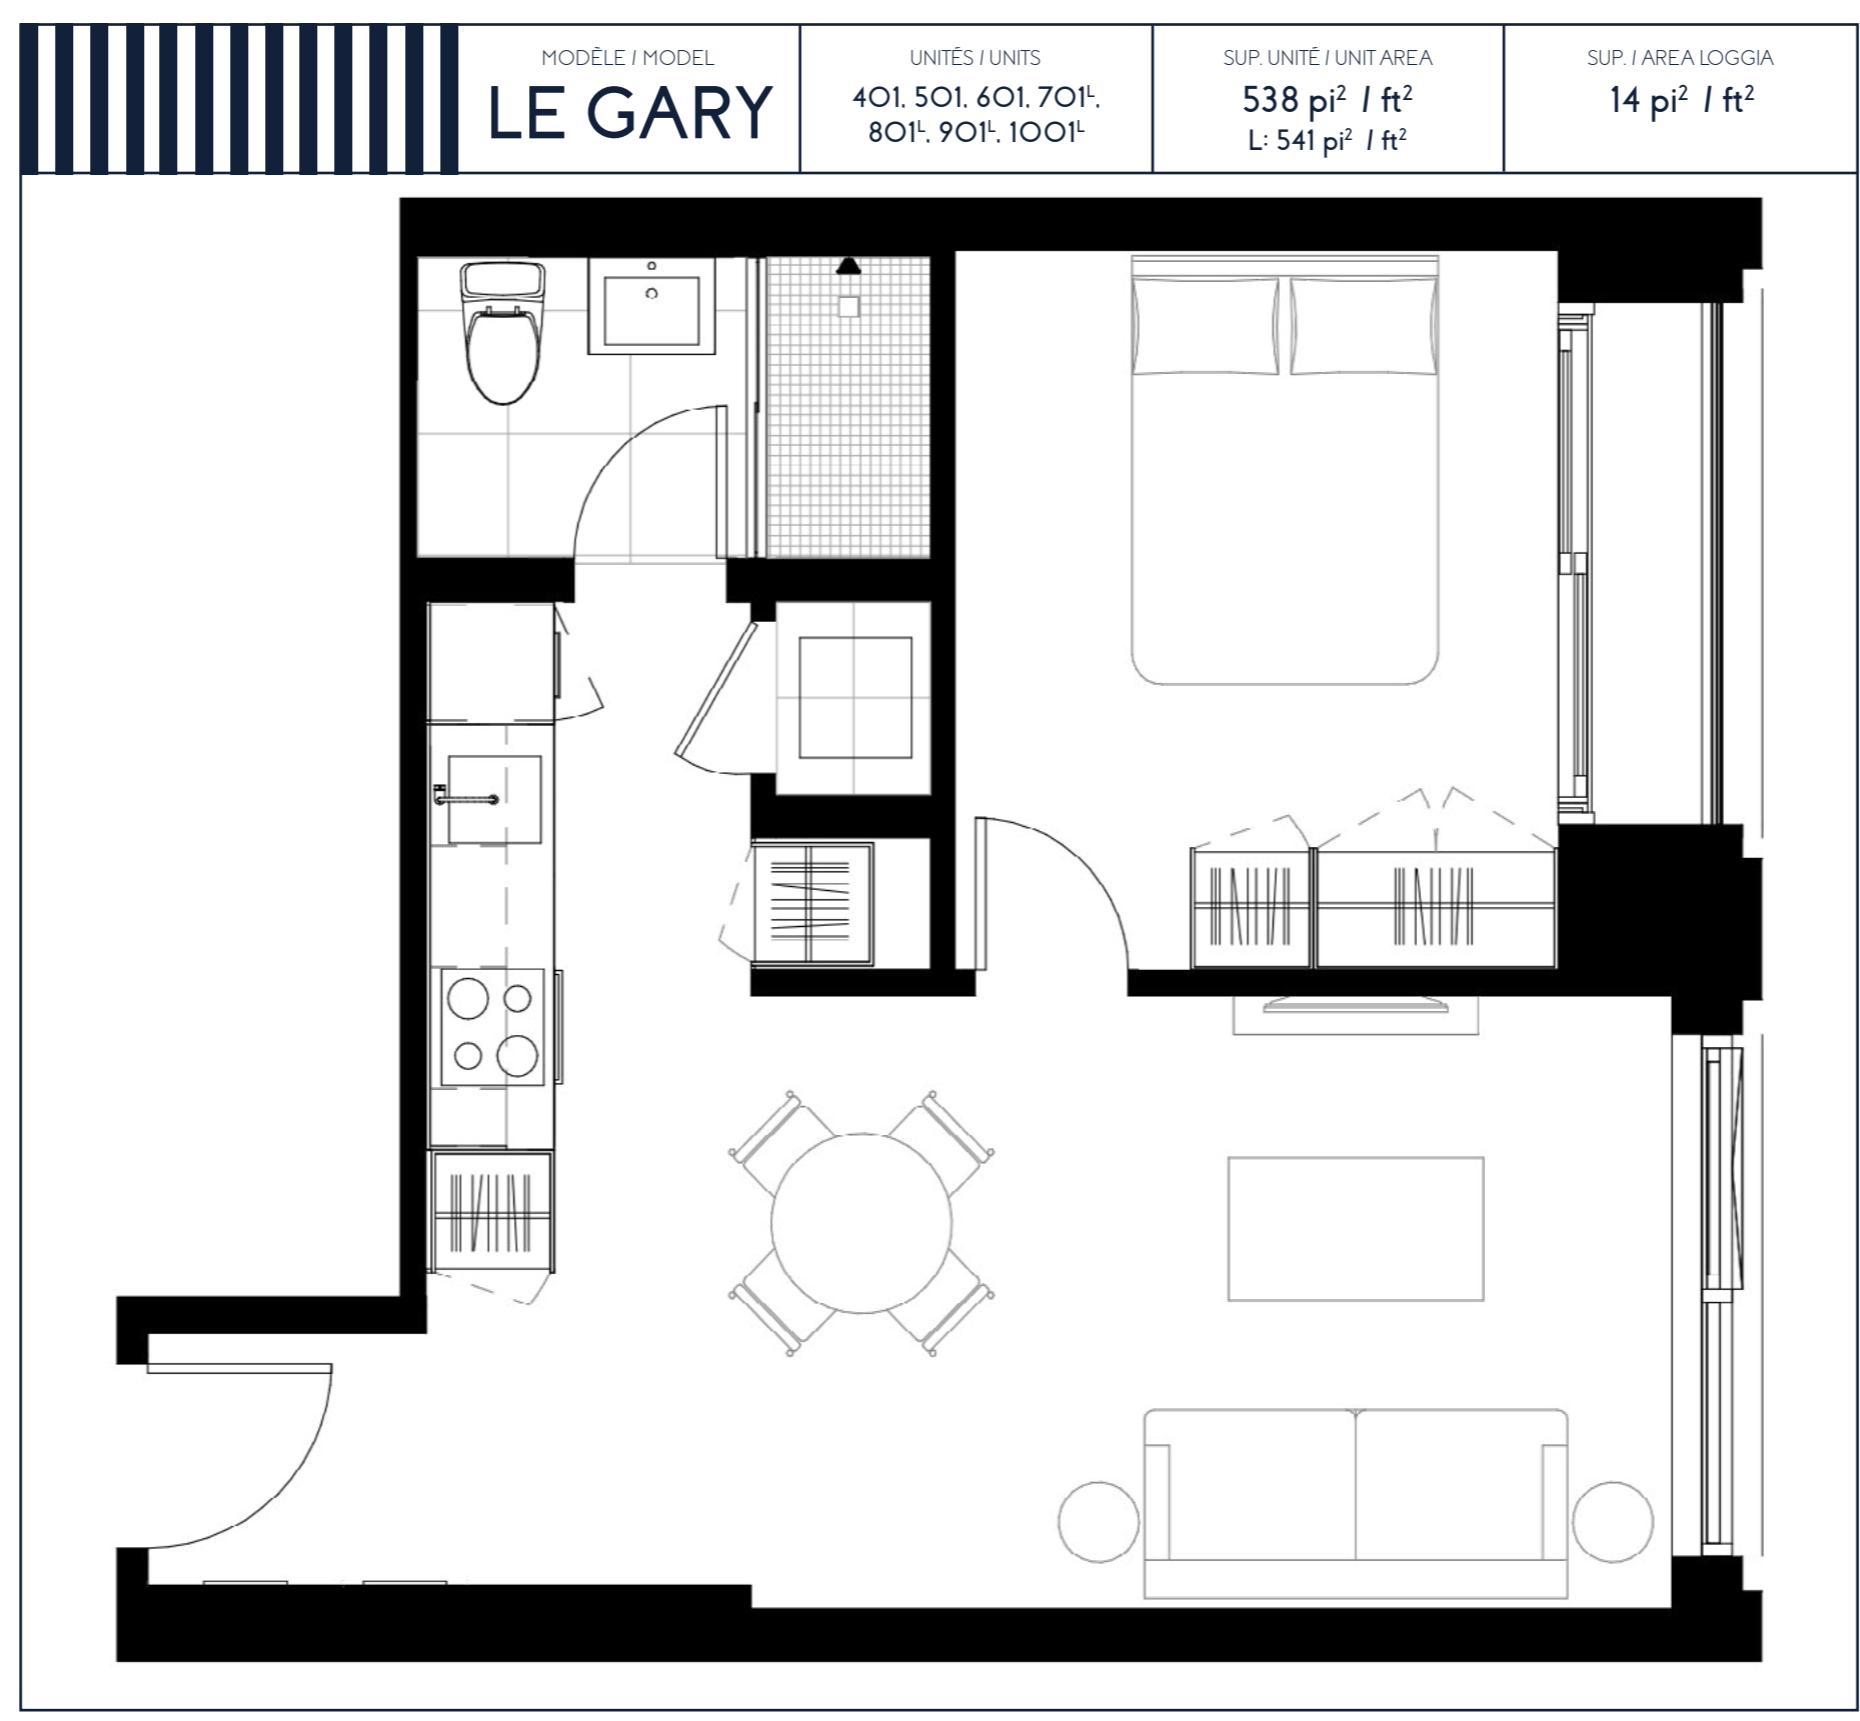 MODÈLE / MODEL
LE GARY
UNITÉS / UNITS
401, 501, 601, 701ᴸ,
801ᴸ, 901ᴸ, 1001ᴸ
SUP. UNITÉ / UNIT AREA
538 pi² / ft²
L: 541 pi² / ft²
SUP. / AREA LOGGIA
14 pi² / ft²